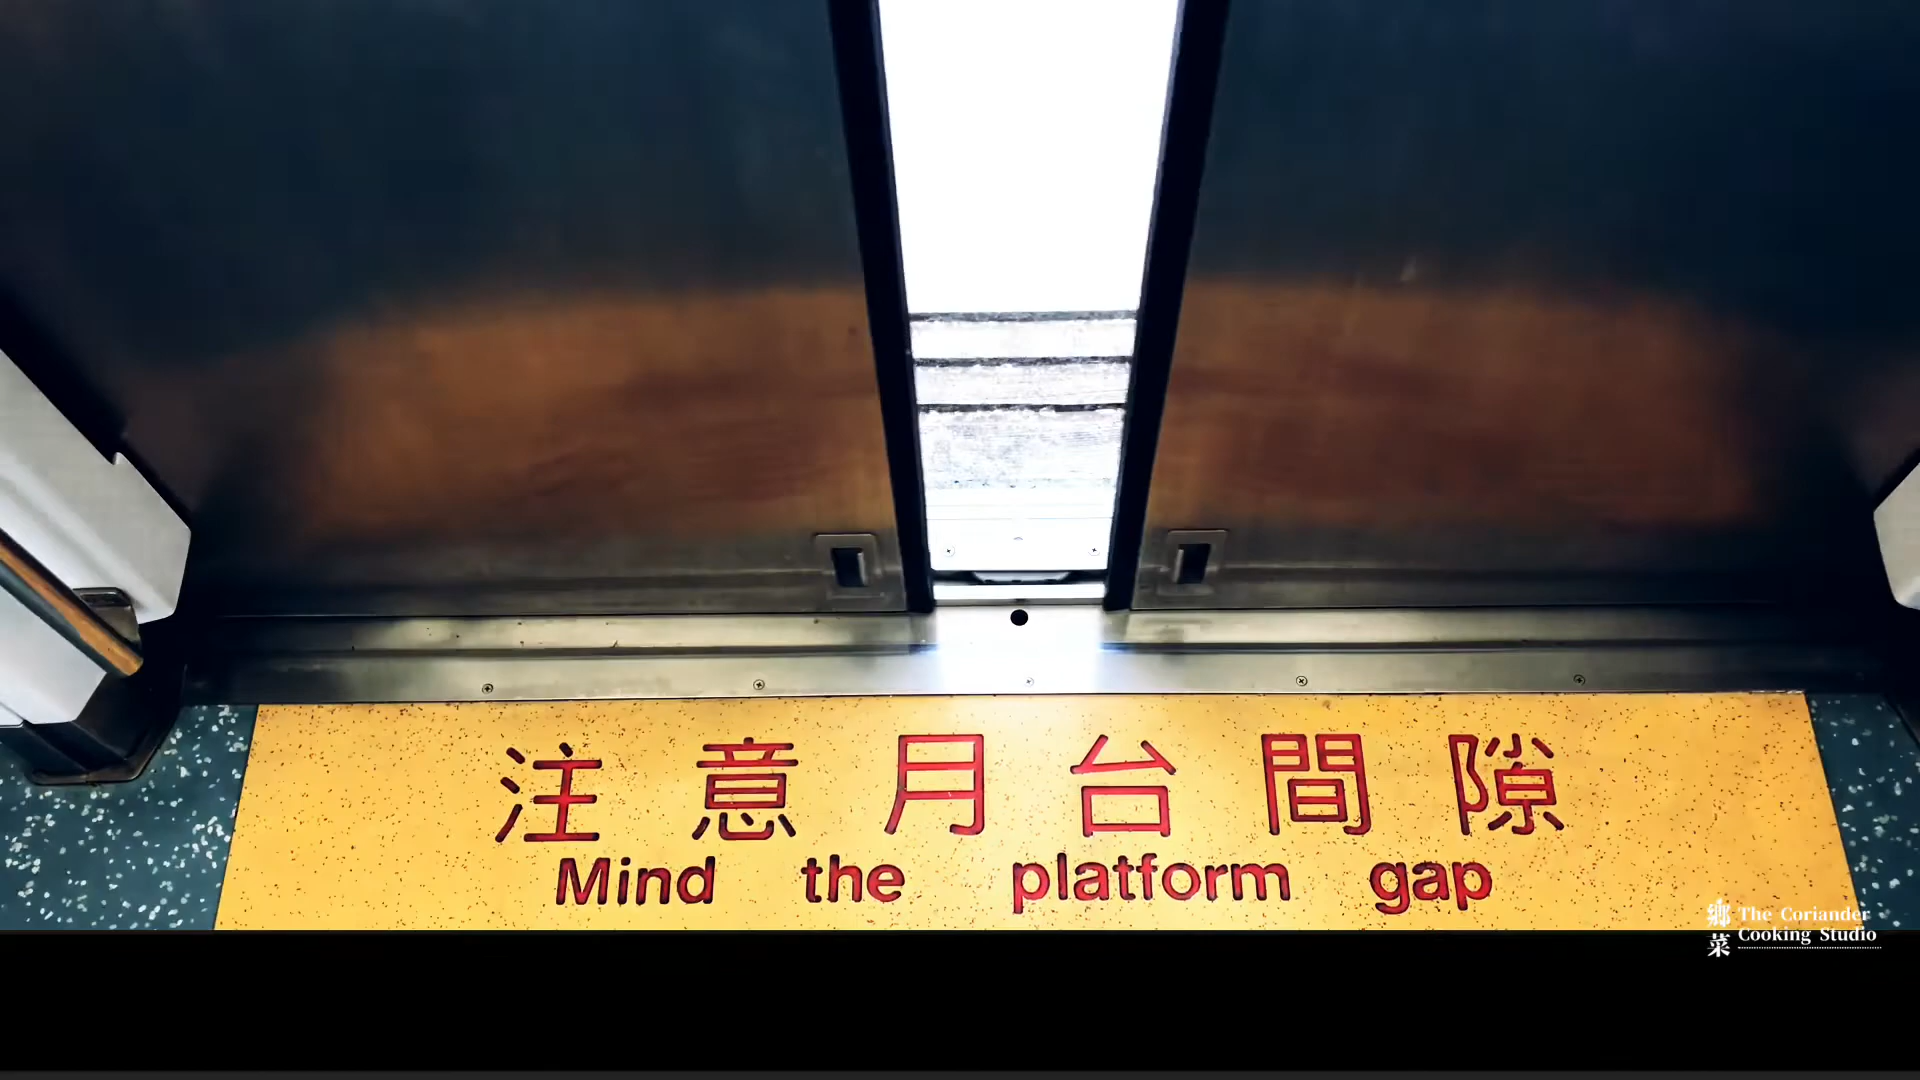 注意月台間隙
Mind the platform gap
鄉菜
The Coriander
Cooking Studio